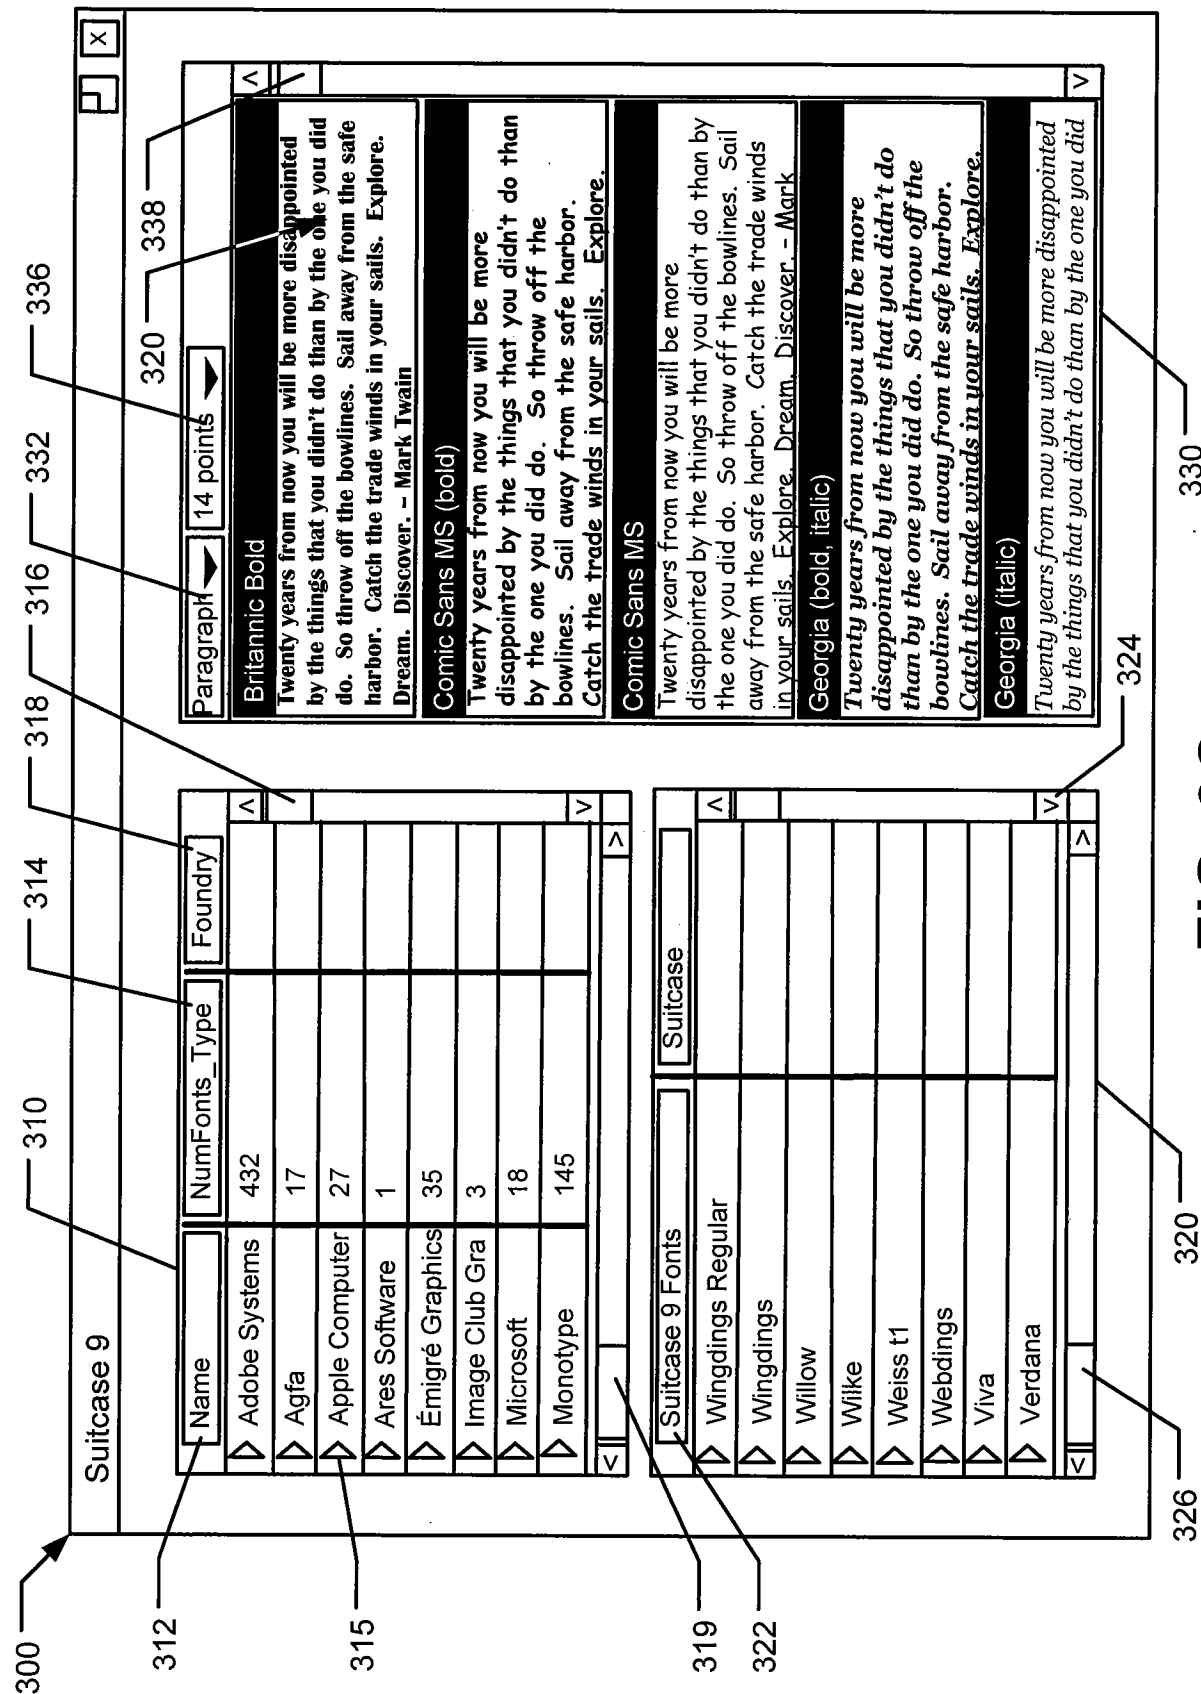 300
310
314
318
316
332
336
320
338
312
315
319
322
326
320
324
330
Suitcase 9
X
Name
NumFonts_Type
Foundry
Adobe Systems 432
Agfa 17
Apple Computer 27
Ares Software 1
Émigré Graphics 35
Image Club Gra 3
Microsoft 18
Monotype 145
Suitcase 9 Fonts
Suitcase
Wingdings Regular
Wingdings
Willow
Wilke
Weiss t1
Webdings
Viva
Verdana
Paragraph
14 points
Britannic Bold
Twenty years from now you will be more disappointed
by the things that you didn't do than by the one you did
do. So throw off the bowlines. Sail away from the safe
harbor. Catch the trade winds in your sails. Explore.
Dream. Discover. – Mark Twain
Comic Sans MS (bold)
Twenty years from now you will be more
disappointed by the things that you didn't do than
by the one you did do. So throw off the
bowlines. Sail away from the safe harbor.
Catch the trade winds in your sails. Explore.
Comic Sans MS
Twenty years from now you will be more
disappointed by the things that you didn't do than by
the one you did do. So throw off the bowlines. Sail
away from the safe harbor. Catch the trade winds
in your sails. Explore. Dream. Discover. – Mark
Georgia (bold, italic)
Twenty years from now you will be more
disappointed by the things that you didn't do
than by the one you did do. So throw off the
bowlines. Sail away from the safe harbor.
Catch the trade winds in your sails. Explore.
Georgia (italic)
Twenty years from now you will be more disappointed
by the things that you didn't do than by the one you did